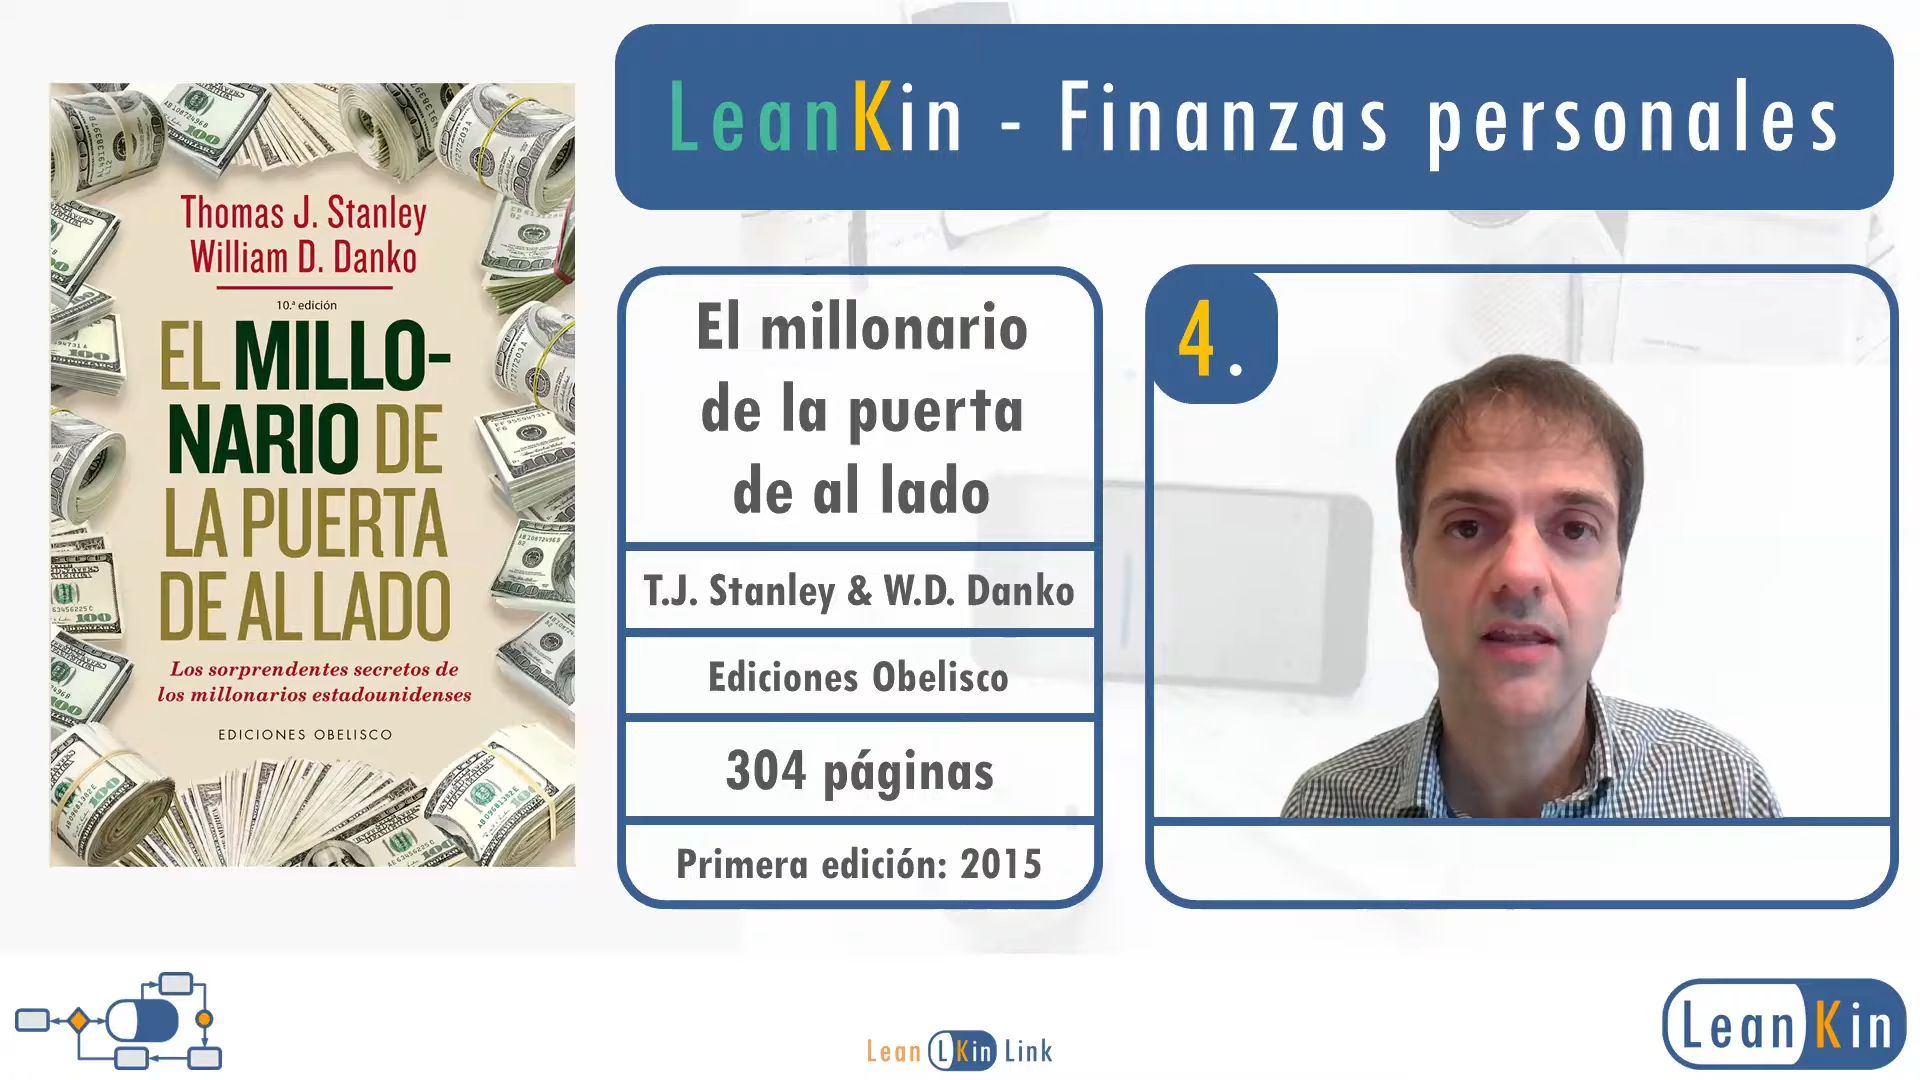 Thomas J. Stanley
William D. Danko
10.ª edición
EL MILLO-
NARIO DE
LA PUERTA
DE AL LADO
Los sorprendentes secretos de
los millonarios estadounidenses
EDICIONES OBELISCO
LeanKin - Finanzas personales
El millonario
de la puerta
de al lado
T.J. Stanley & W.D. Danko
Ediciones Obelisco
304 páginas
Primera edición: 2015
4.
Lean LKin Link
LeanKin